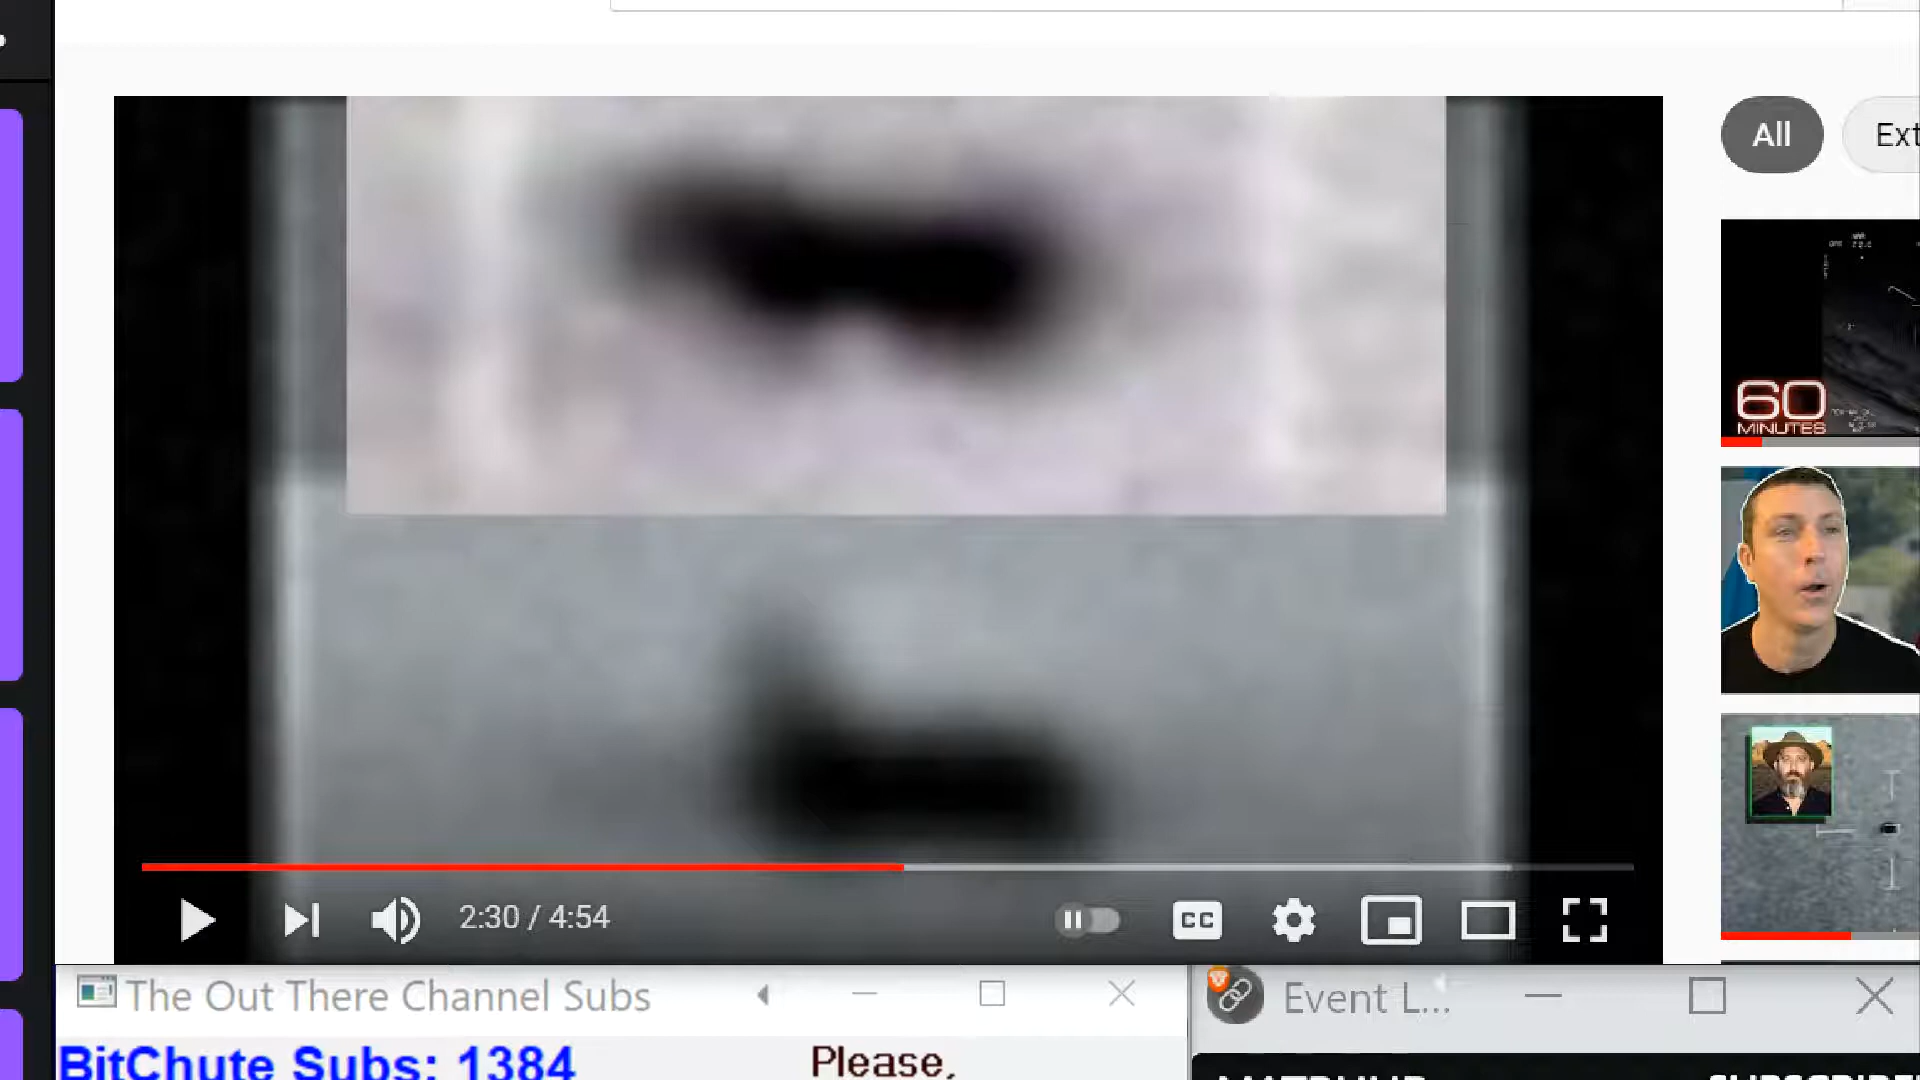 All
Ext
60
MINUTES
2:30 / 4:54
CC
The Out There Channel Subs
Event L...
BitChute Subs: 1384
Please,